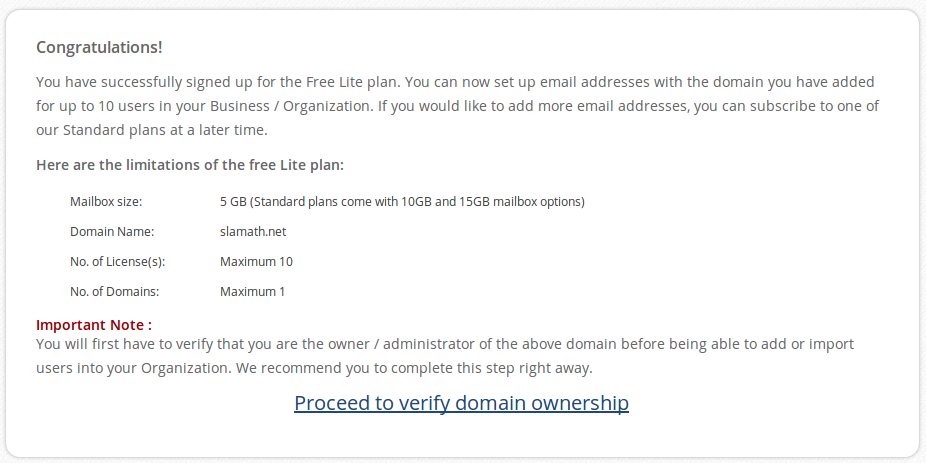 Congratulations!
You have successfully signed up for the Free Lite plan. You can now set up email addresses with the domain you have added
for up to 10 users in your Business / Organization. If you would like to add more email addresses, you can subscribe to one of
our Standard plans at a later time.
Here are the limitations of the free Lite plan:
Mailbox size: 5 GB (Standard plans come with 10GB and 15GB mailbox options)
Domain Name: slamath.net
No. of License(s): Maximum 10
No. of Domains: Maximum 1
Important Note :
You will first have to verify that you are the owner / administrator of the above domain before being able to add or import
users into your Organization. We recommend you to complete this step right away.
Proceed to verify domain ownership